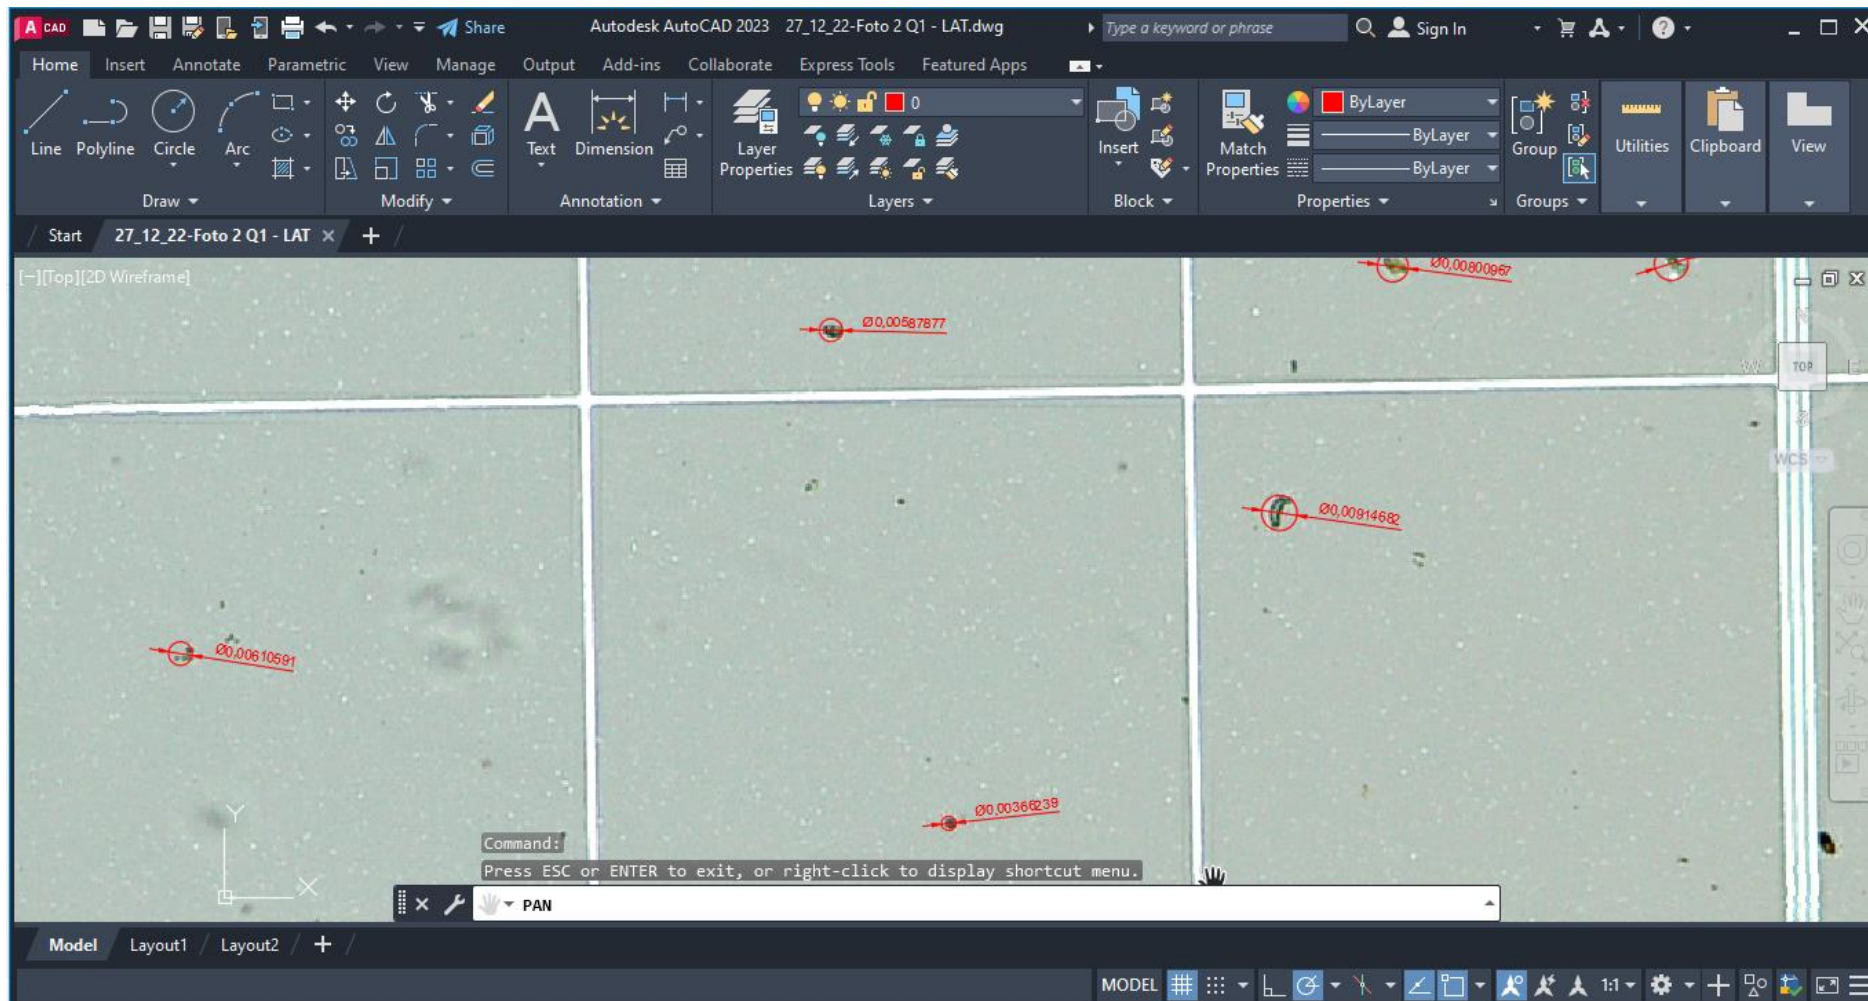 A CAD Share Autodesk AutoCAD 2023 27_12_22-Foto 2 Q1 - LAT.dwg Type a keyword or phrase Sign In
Home Insert Annotate Parametric View Manage Output Add-ins Collaborate Express Tools Featured Apps
0
ByLayer
ByLayer
ByLayer
Line Polyline Circle Arc Text Dimension Layer Properties Insert Match Properties Group Utilities Clipboard View
Draw Modify Annotation Layers Block Properties Groups
Start 27_12_22-Foto 2 Q1 - LAT
[−][Top][2D Wireframe]
Ø0,00800967
Ø0,00587877
N
W TOP E
S
WCS
Ø0,00914682
Ø0,00610591
Ø0,00366239
Y
X
Command:
Press ESC or ENTER to exit, or right-click to display shortcut menu.
PAN
Model Layout1 Layout2
MODEL 1:1